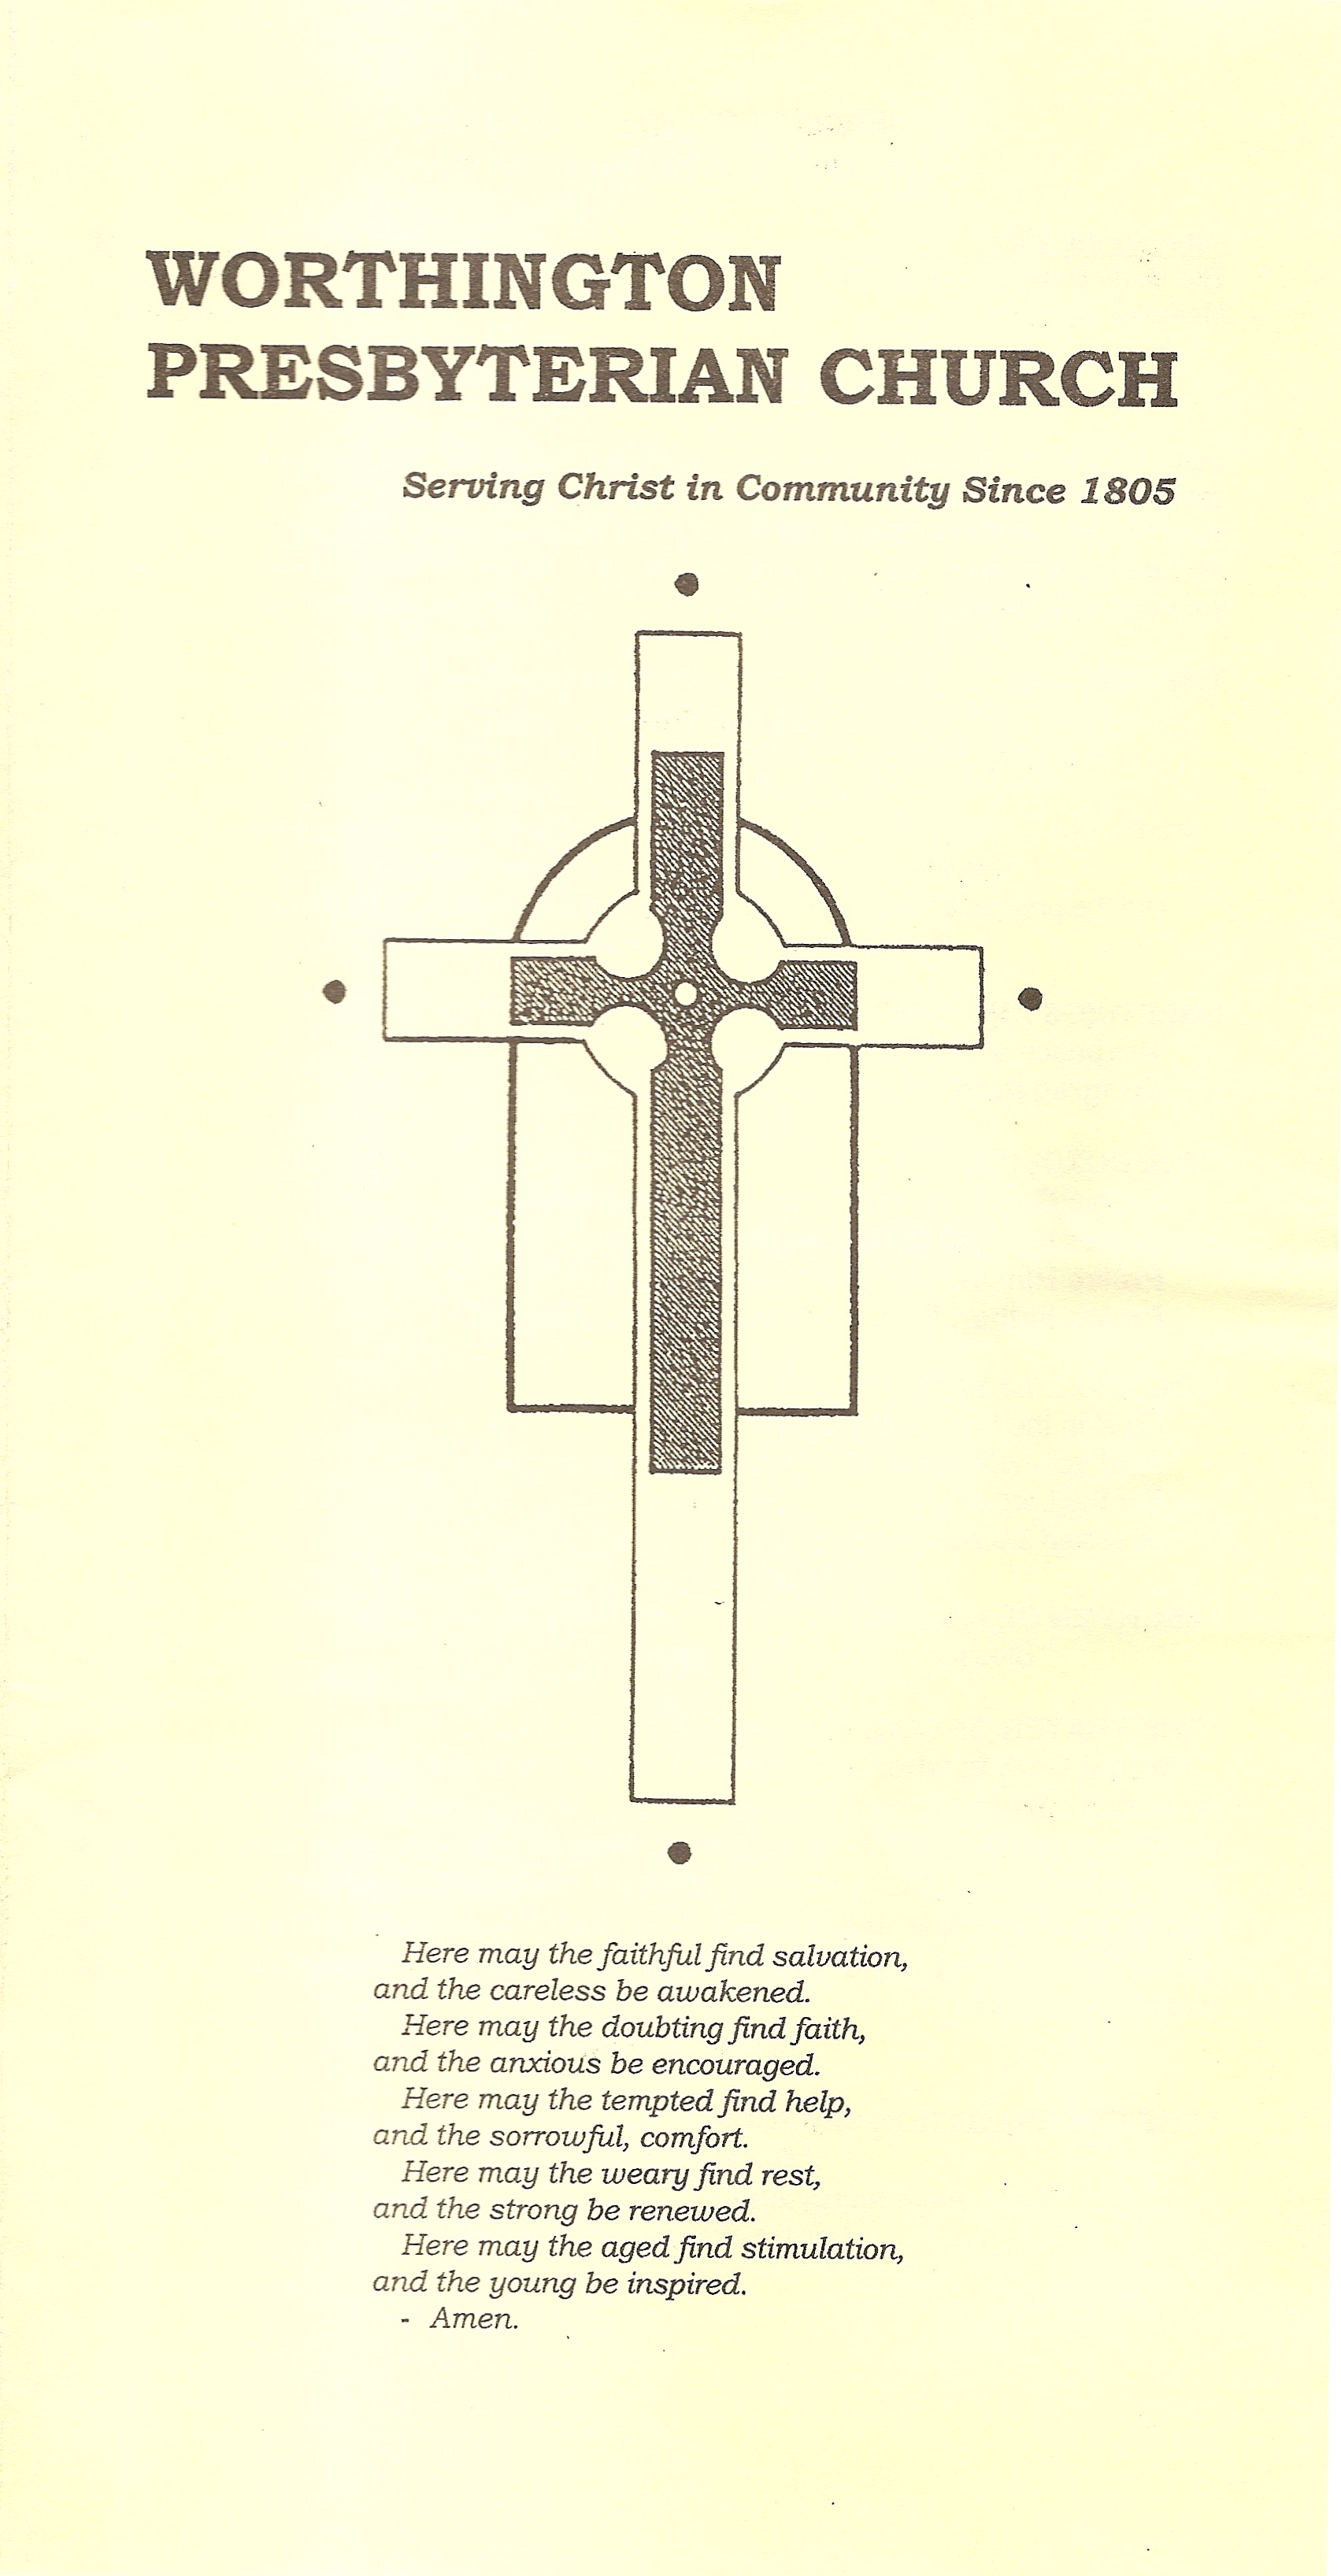 WORTHINGTON
PRESBYTERIAN CHURCH
Serving Christ in Community Since 1805
Here may the faithful find salvation,
and the careless be awakened.
Here may the doubting find faith,
and the anxious be encouraged.
Here may the tempted find help,
and the sorrowful, comfort.
Here may the weary find rest,
and the strong be renewed.
Here may the aged find stimulation,
and the young be inspired.
- Amen.